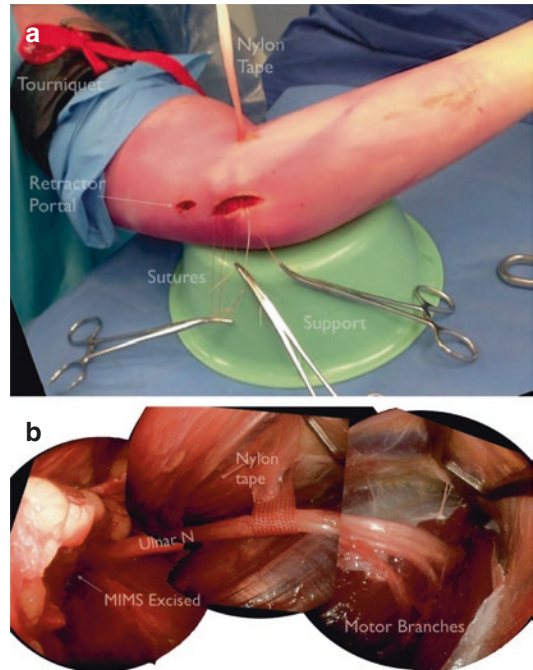 a
Nylon
Tape
Tourniquet
Retractor
Portal
Sutures
Support
b
Nylon
tape
Ulnar N
MIMS Excised
Motor Branches